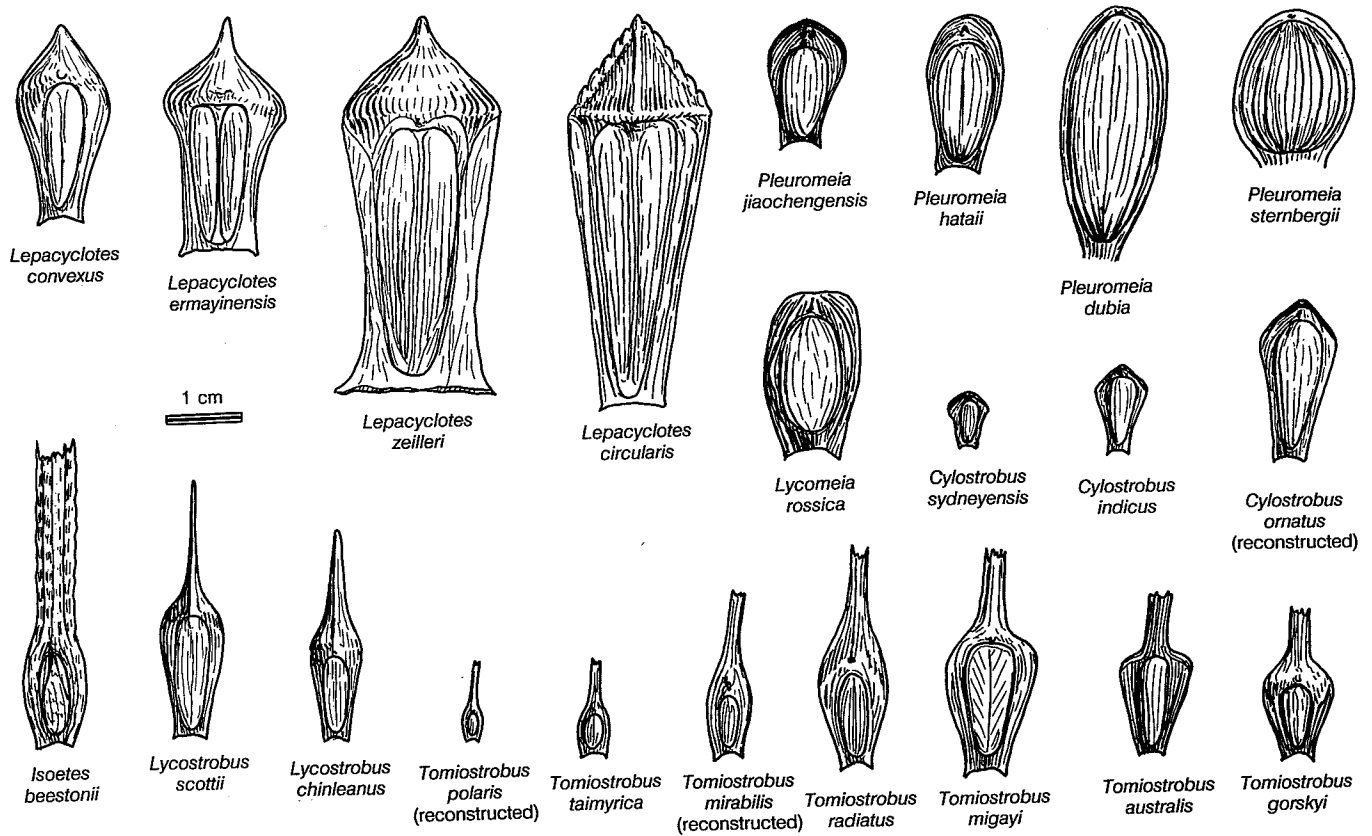 Lepacyclotes
convexus
Lepacyclotes
ermayinensis
Lepacyclotes
zeilleri
Lepacyclotes
circularis
Pleuromeia
jiaochengensis
Pleuromeia
hataii
Pleuromeia
dubia
Pleuromeia
sternbergii
1 cm
Lycomeia
rossica
Cylostrobus
sydneyensis
Cylostrobus
indicus
Cylostrobus
ornatus
(reconstructed)
Isoetes
beestonii
Lycostrobus
scottii
Lycostrobus
chinleanus
Tomiostrobus
polaris
(reconstructed)
Tomiostrobus
taimyrica
Tomiostrobus
mirabilis
(reconstructed)
Tomiostrobus
radiatus
Tomiostrobus
migayi
Tomiostrobus
australis
Tomiostrobus
gorskyi